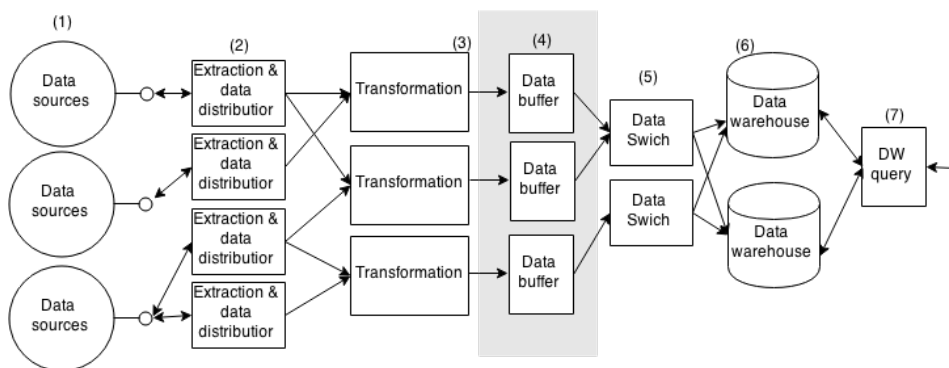 (1)
(2)
(3)
(4)
(5)
(6)
(7)
Data
sources
Data
sources
Data
sources
Extraction &
data
distributior
Extraction &
data
distributior
Extraction &
data
distributior
Extraction &
data
distributior
Transformation
Transformation
Transformation
Data
buffer
Data
buffer
Data
buffer
Data
Swich
Data
Swich
Data
warehouse
Data
warehouse
DW
query